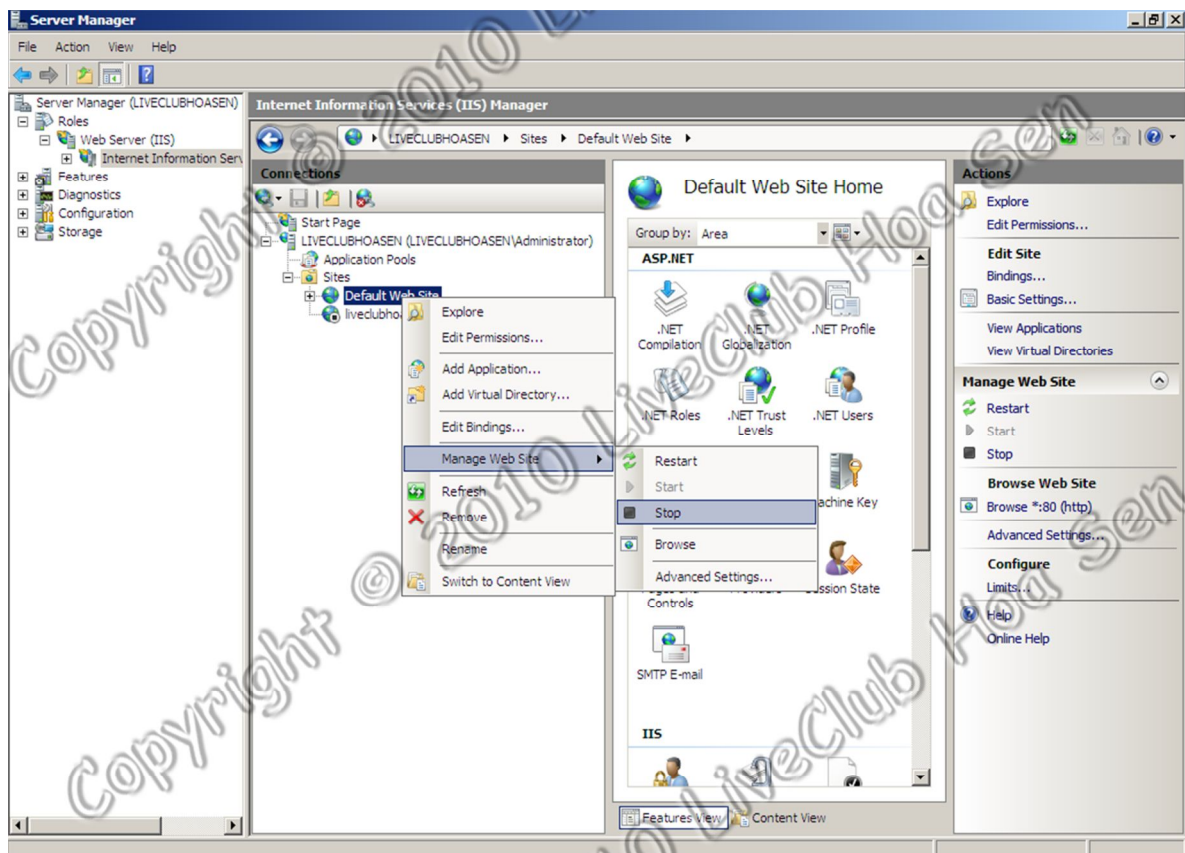 Server Manager
File Action View Help
Server Manager (LIVECLUBHOASEN)
Roles
Web Server (IIS)
Internet Information Serv
Features
Diagnostics
Configuration
Storage
Internet Information Services (IIS) Manager
LIVECLUBHOASEN Sites Default Web Site
Connections
Start Page
LIVECLUBHOASEN (LIVECLUBHOASEN\Administrator)
Application Pools
Sites
Default Web Site
liveclubho
Explore
Edit Permissions...
Add Application...
Add Virtual Directory...
Edit Bindings...
Manage Web Site
Refresh
Remove
Rename
Switch to Content View
Restart
Start
Stop
Browse
Advanced Settings...
Default Web Site Home
Group by: Area
ASP.NET
.NET Compilation
.NET Globalization
.NET Profile
.NET Roles
.NET Trust Levels
.NET Users
achine Key
Controls
Session State
SMTP E-mail
IIS
Features View
Content View
Actions
Explore
Edit Permissions...
Edit Site
Bindings...
Basic Settings...
View Applications
View Virtual Directories
Manage Web Site
Restart
Start
Stop
Browse Web Site
Browse *:80 (http)
Advanced Settings...
Configure
Limits...
Help
Online Help
Copyright © 2010 LiveClub Hoa Sen
Copyright © 2010 LiveClub Hoa Sen